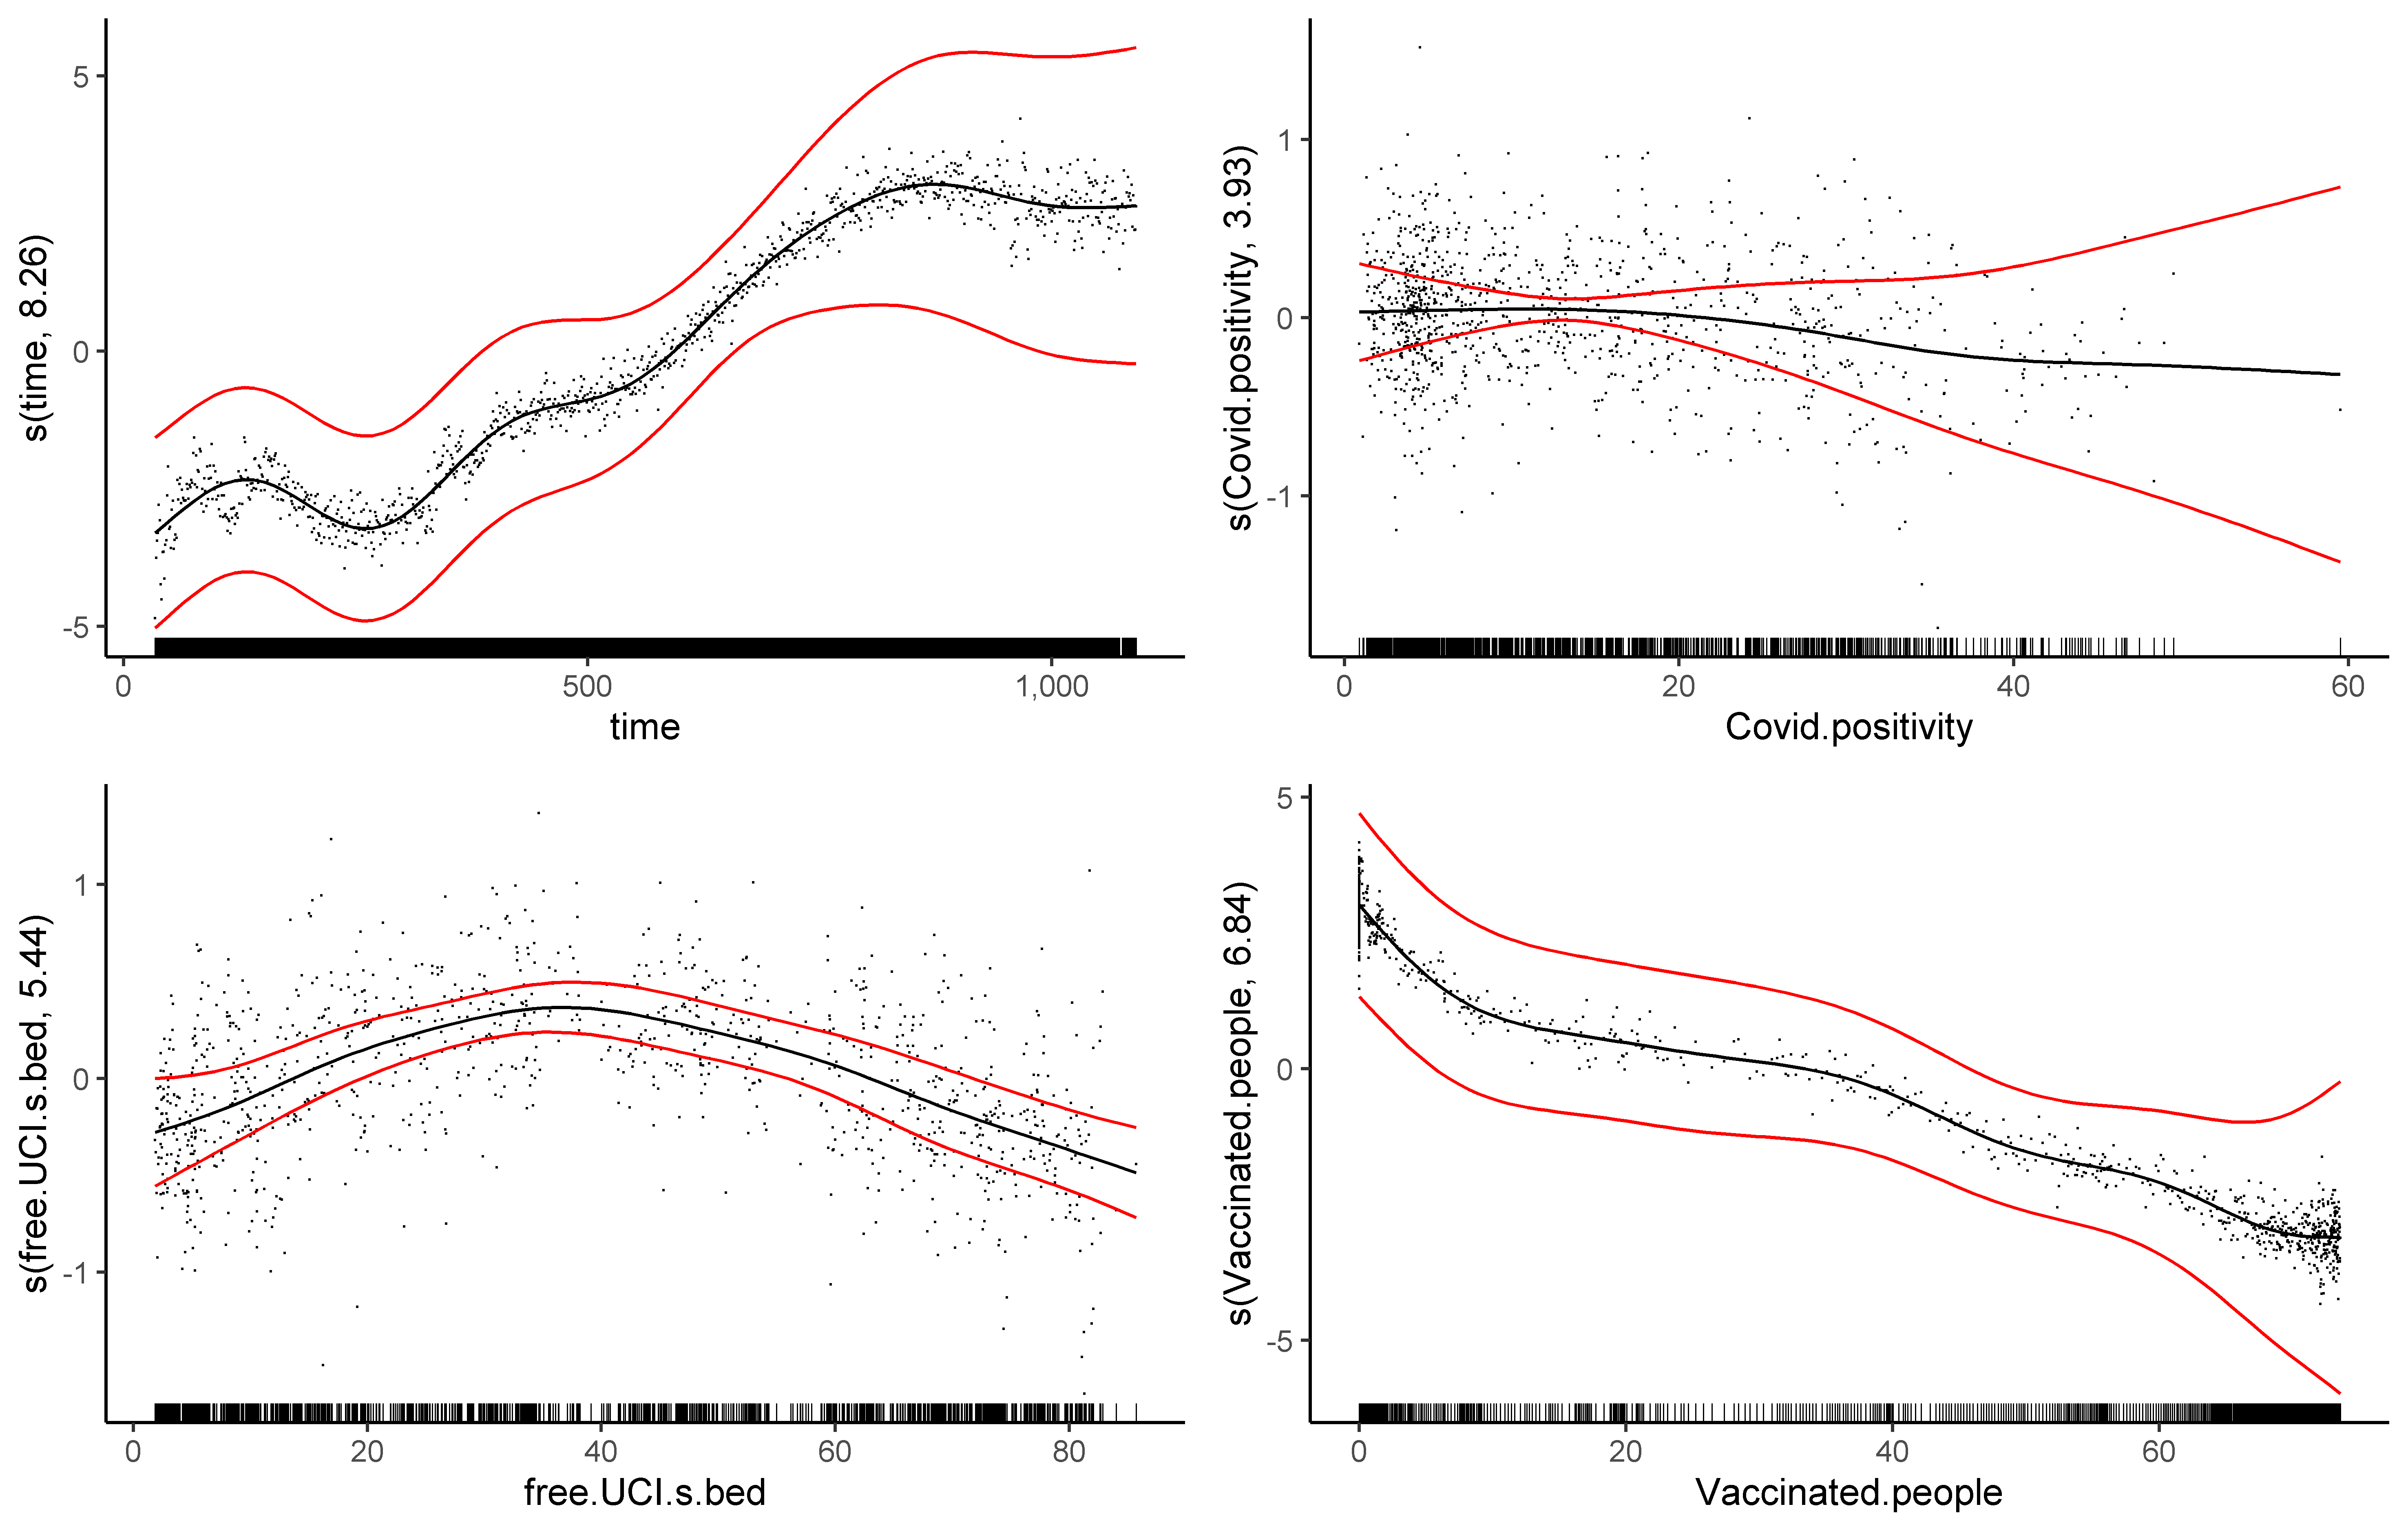 s(time, 8.26)
5
0
-5
0 500 1,000
time
s(Covid.positivity, 3.93)
1
0
-1
0 20 40 60
Covid.positivity
s(free.UCI.s.bed, 5.44)
1
0
-1
0 20 40 60 80
free.UCI.s.bed
s(Vaccinated.people, 6.84)
5
0
-5
0 20 40 60
Vaccinated.people